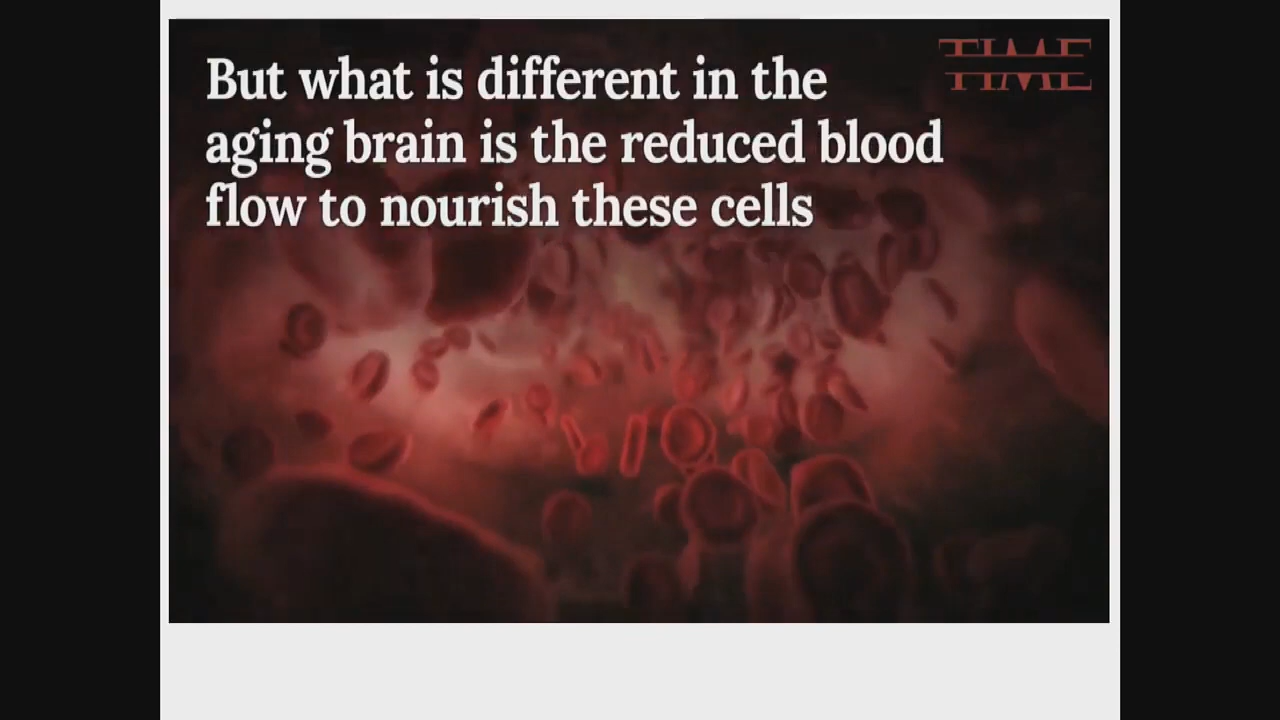 TIME
But what is different in the
aging brain is the reduced blood
flow to nourish these cells